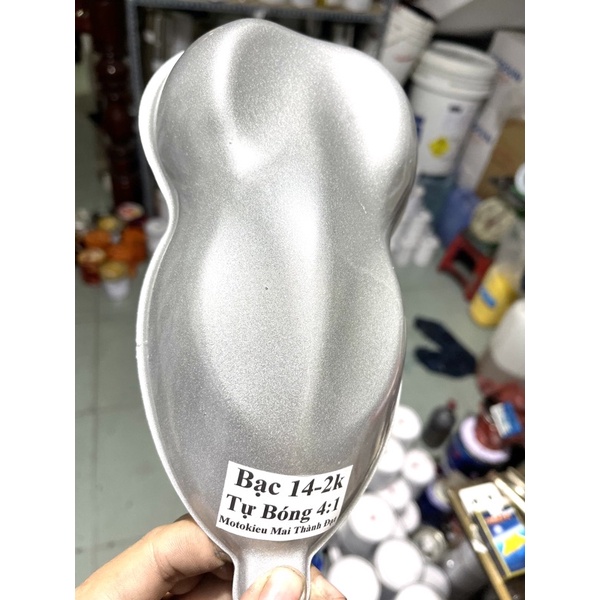 Bạc 14-2k
Tự Bóng 4:1
Motokieu Mai Thành Đạt